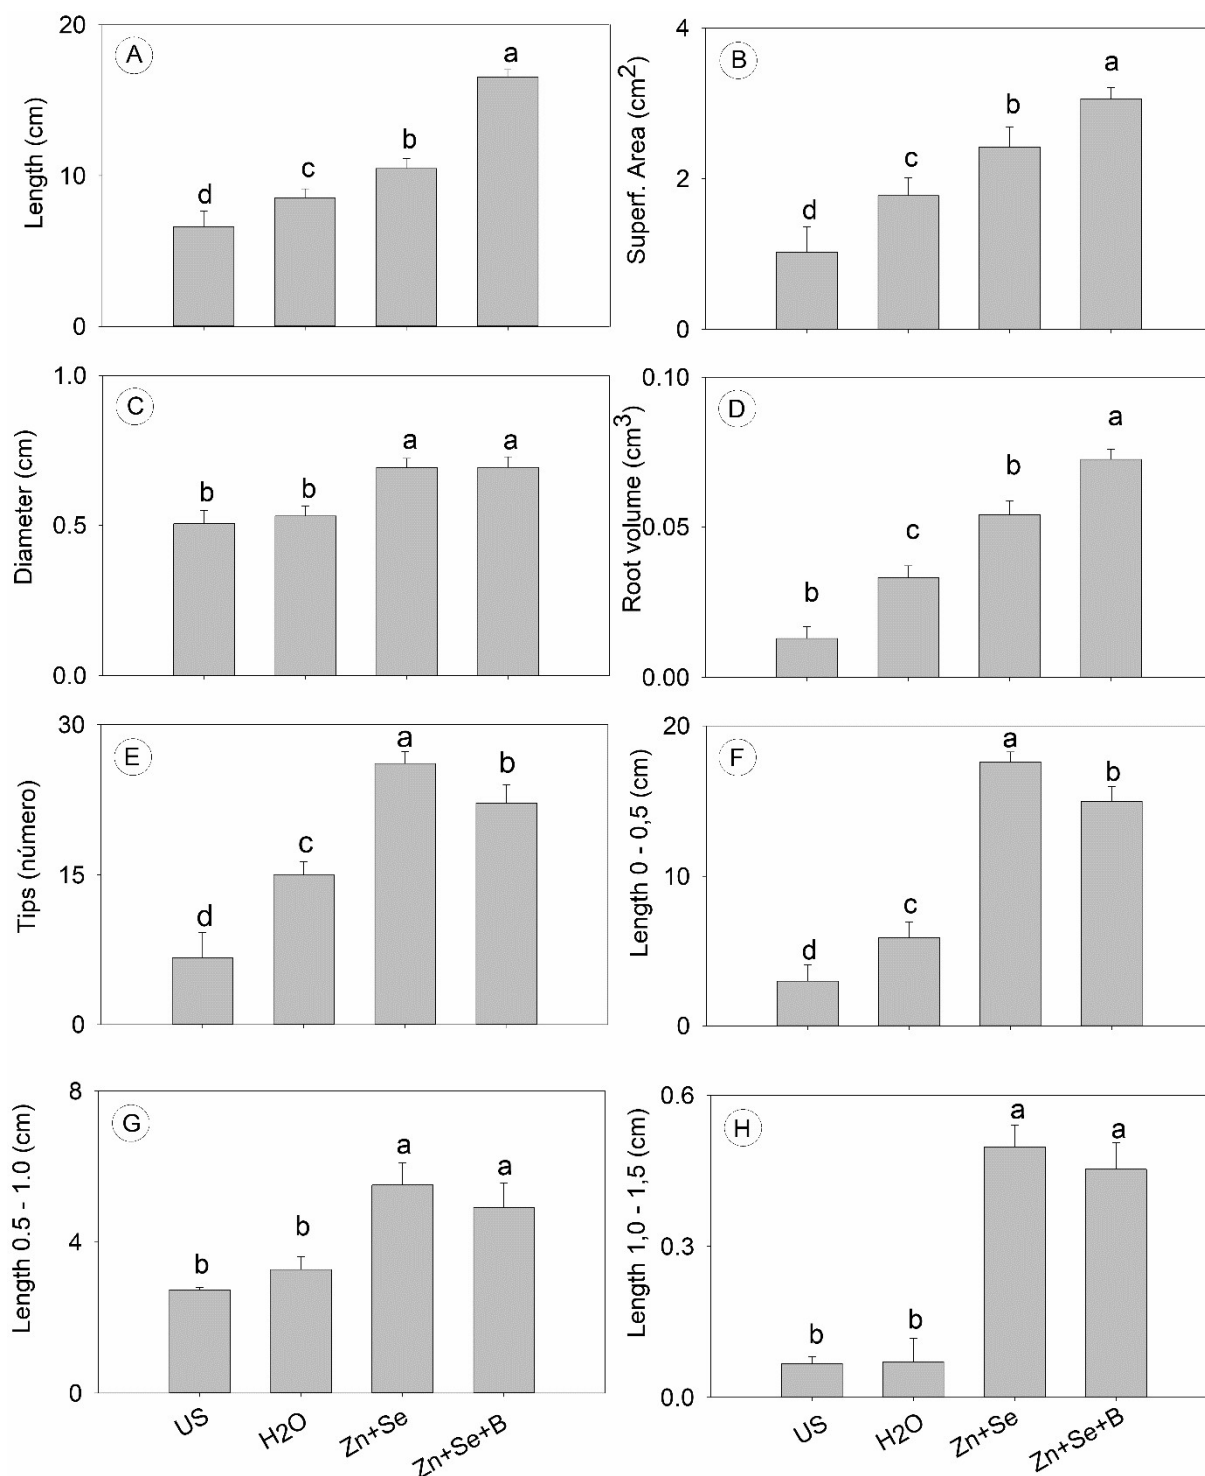 A
Length (cm)
20
10
0
d
c
b
a
B
Superf. Area (cm2)
4
2
0
d
c
b
a
C
Diameter (cm)
1.0
0.5
0.0
b
b
a
a
D
Root volume (cm3)
0.10
0.05
0.00
b
c
b
a
E
Tips (número)
30
15
0
d
c
a
b
F
Length 0 - 0,5 (cm)
20
10
0
d
c
a
b
G
Length 0.5 - 1.0 (cm)
8
4
0
b
b
a
a
US
H2O
Zn+Se
Zn+Se+B
H
Length 1,0 - 1,5 (cm)
0.6
0.3
0.0
b
b
a
a
US
H2O
Zn+Se
Zn+Se+B